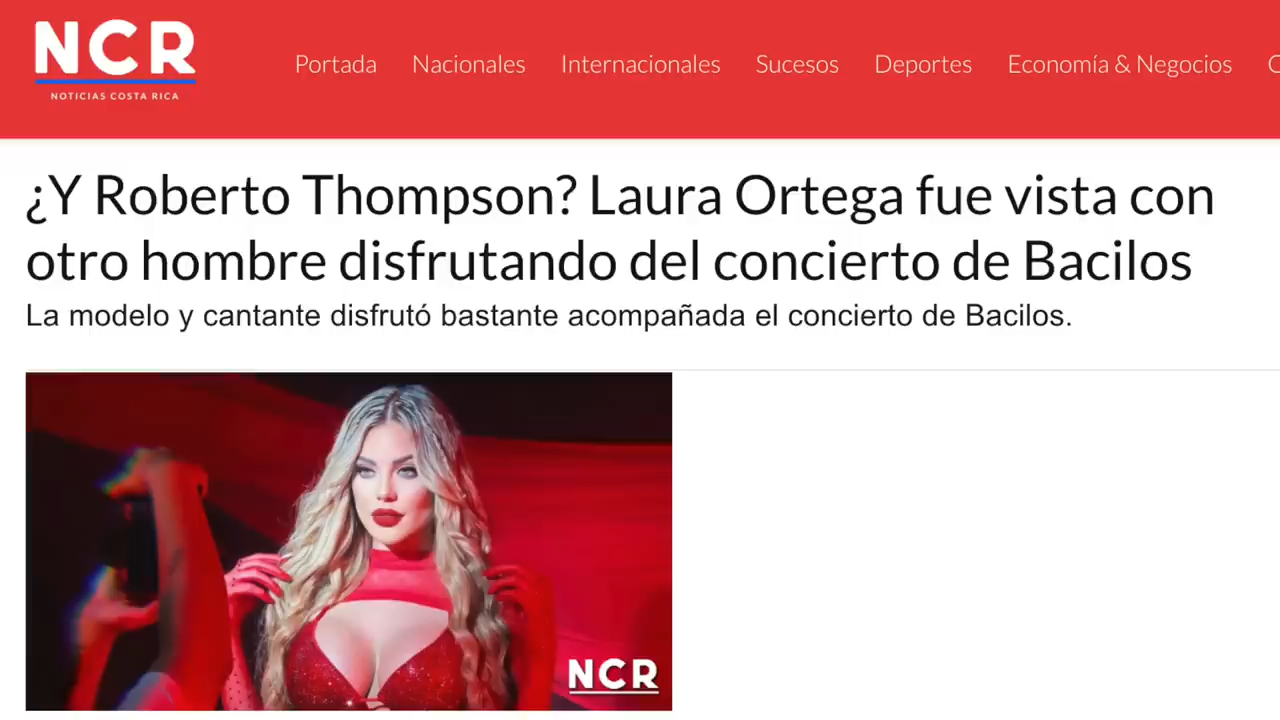 NCR
NOTICIAS COSTA RICA
Portada Nacionales Internacionales Sucesos Deportes Economía & Negocios
¿Y Roberto Thompson? Laura Ortega fue vista con
otro hombre disfrutando del concierto de Bacilos
La modelo y cantante disfrutó bastante acompañada el concierto de Bacilos.
NCR